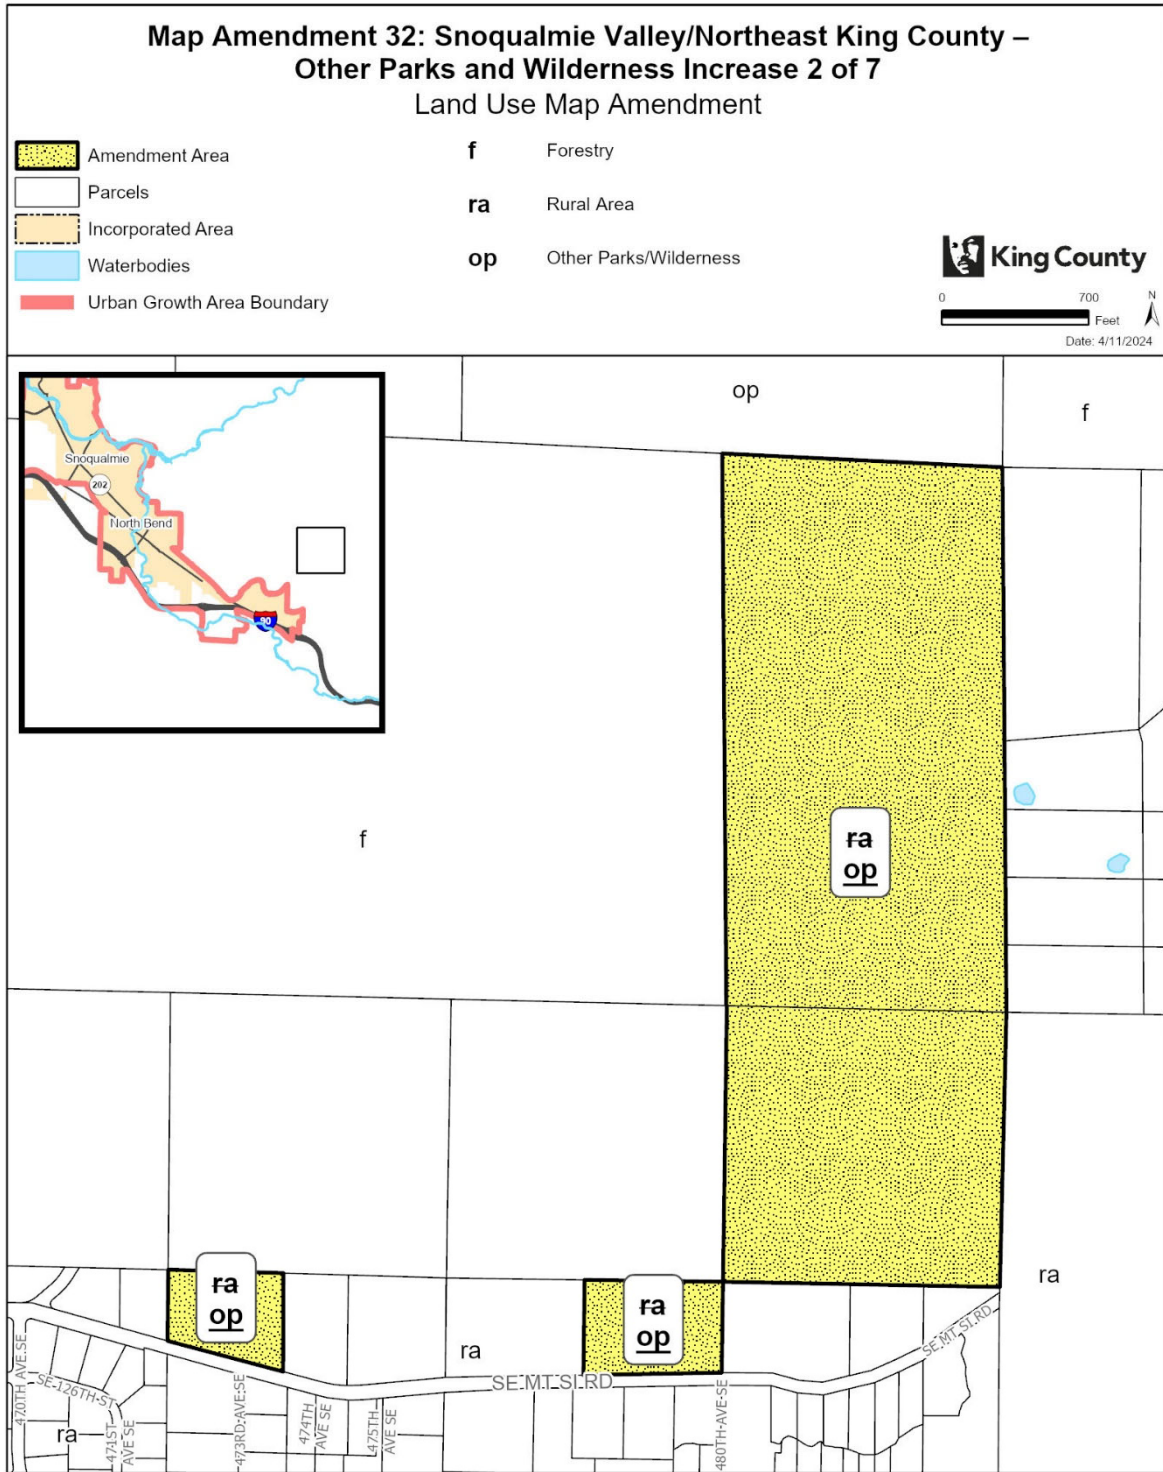 Map Amendment 32: Snoqualmie Valley/Northeast King County –
Other Parks and Wilderness Increase 2 of 7
Land Use Map Amendment
Amendment Area
Parcels
Incorporated Area
Waterbodies
Urban Growth Area Boundary
f Forestry
ra Rural Area
op Other Parks/Wilderness
King County
0 700
Feet
N
Date: 4/11/2024
op
f
Snoqualmie
202
North Bend
90
f
ra
op
ra
op
ra
op
ra
ra
ra
SE MT SI RD
SE MT SI RD
470TH AVE SE
SE 126TH ST
471ST
AVE SE
473RD AVE SE
474TH
AVE SE
475TH
AVE SE
480TH AVE SE